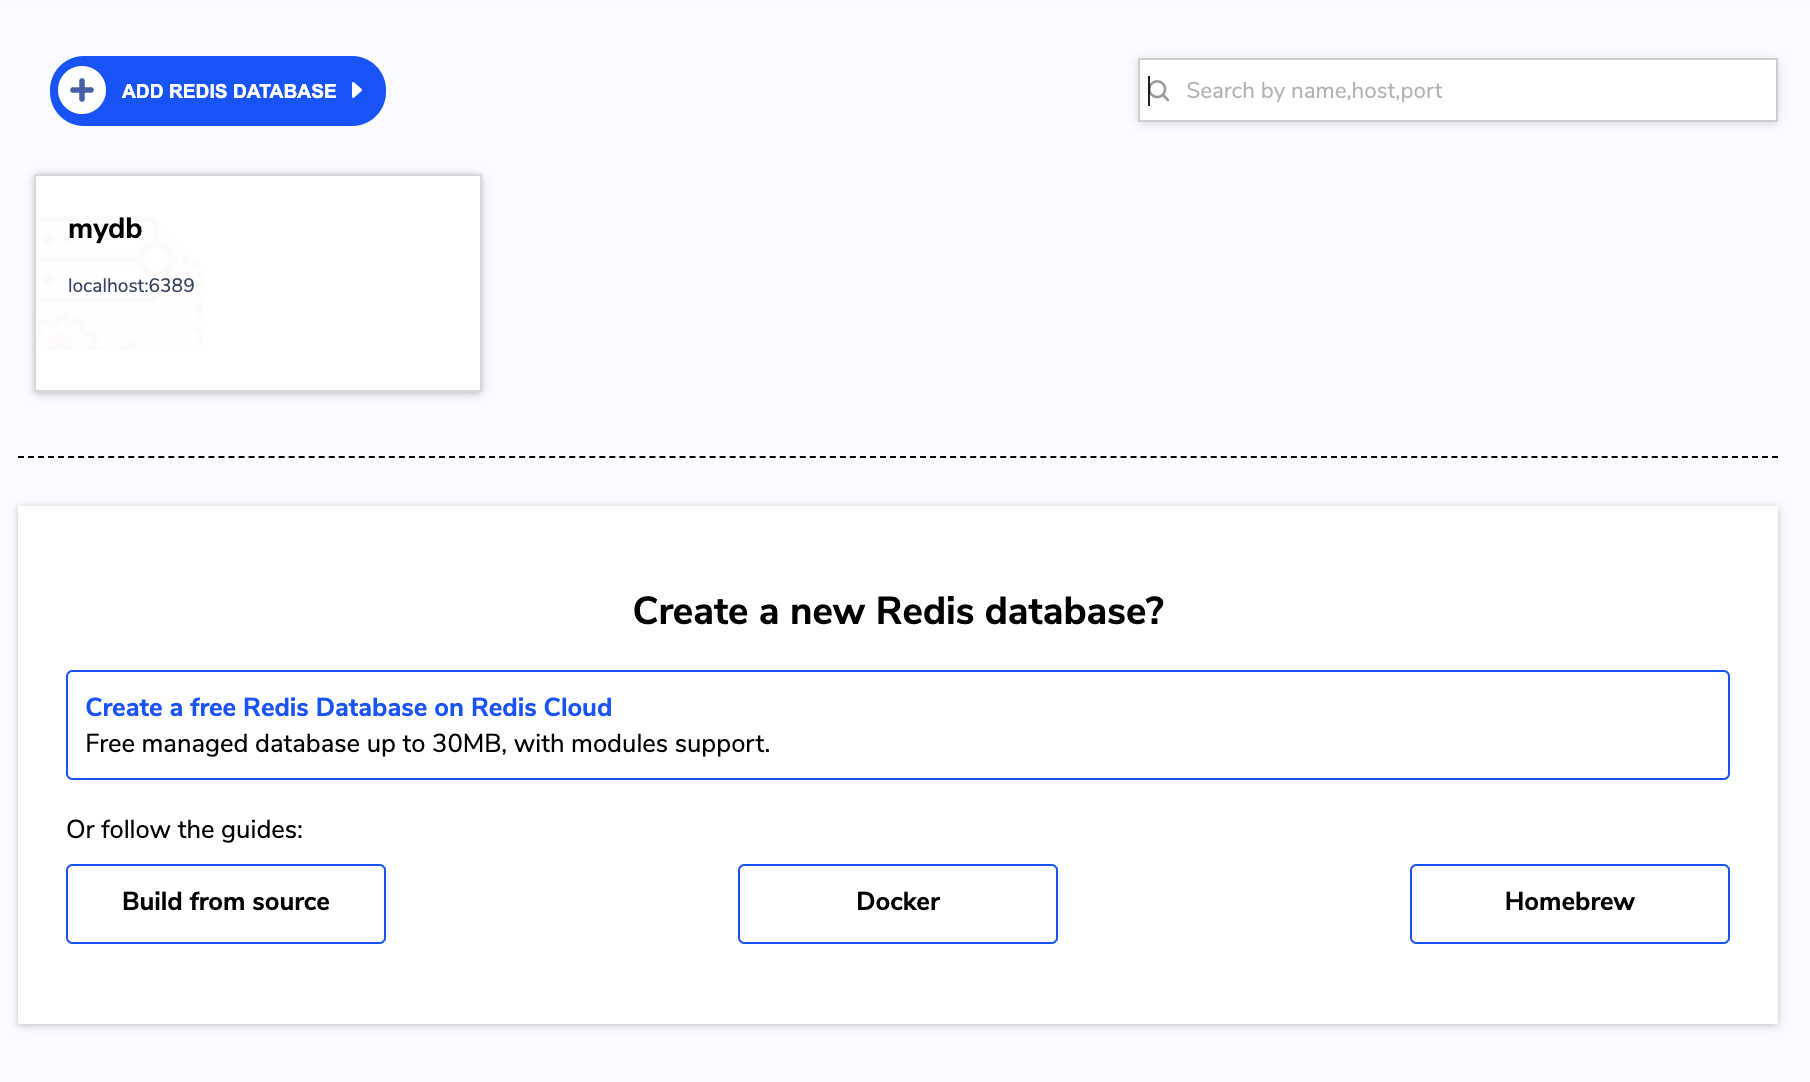 ADD REDIS DATABASE
Search by name,host,port
mydb
localhost:6389
Create a new Redis database?
Create a free Redis Database on Redis Cloud
Free managed database up to 30MB, with modules support.
Or follow the guides:
Build from source
Docker
Homebrew